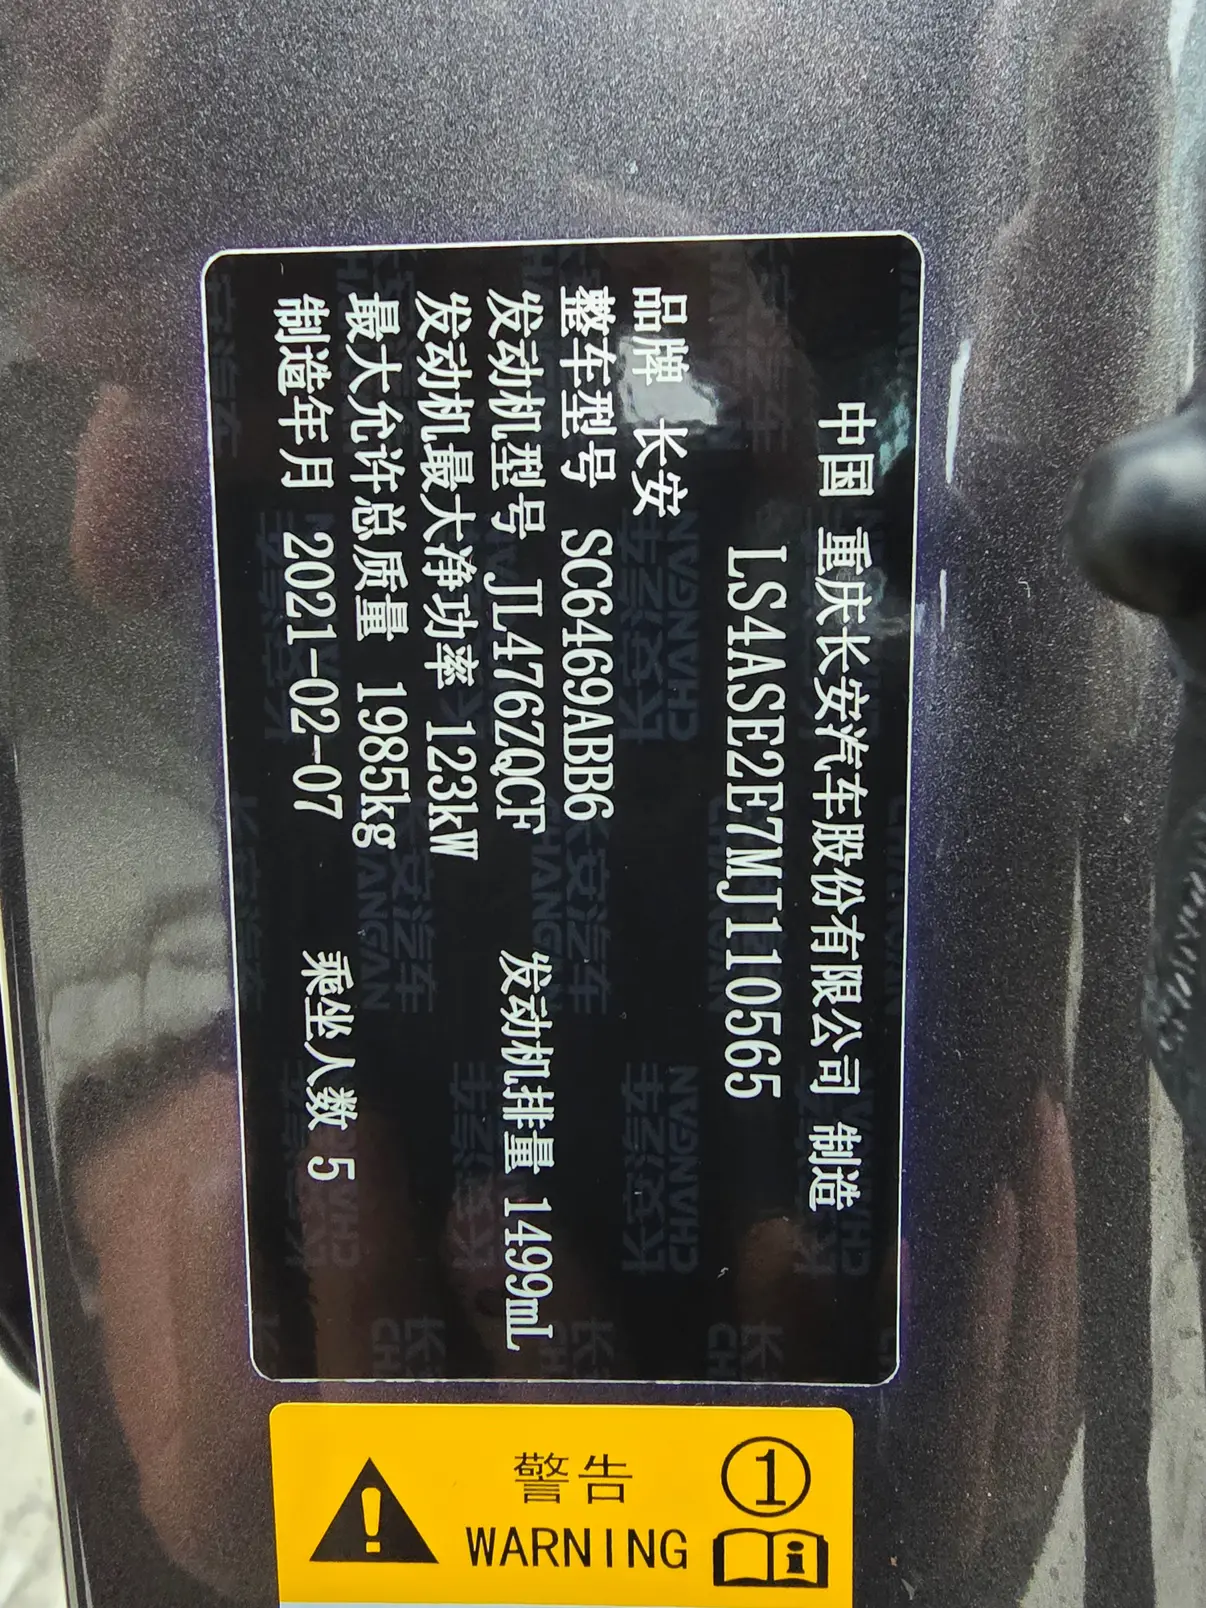 中国 重庆长安汽车股份有限公司 制造
LS4ASE2E7MJ110565
品牌 长安
整车型号 SC6469ABB6
发动机型号 JL476ZQCF 发动机排量 1499mL
发动机最大净功率 123kW
最大允许总质量 1985kg
制造年月 2021-02-07 乘坐人数 5
警告
WARNING
1
i